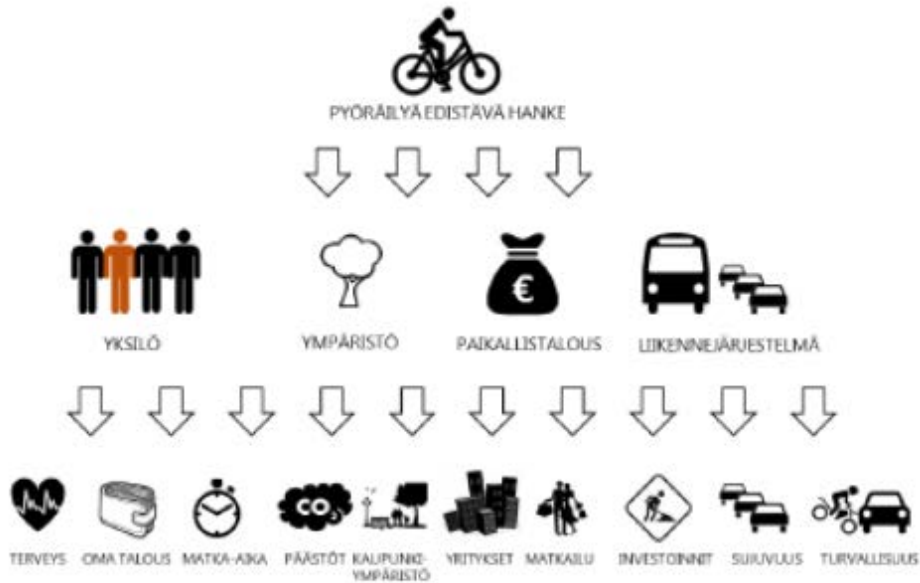 PYÖRÄILYÄ EDISTÄVÄ HANKE
€
YKSILÖ
YMPÄRISTÖ
PAIKALLISTALOUS
LIIKENNEJÄRJESTELMÄ
CO₂
TERVEYS
OMA TALOUS
MATKA-AIKA
PÄÄSTÖT
KAUPUNKI-
YMPÄRISTÖ
YRITYKSET
MATKAILU
INVESTOINNIT
SUJUVUUS
TURVALLISUUS